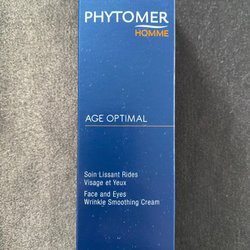 PHYTOMER
HOMME
AGE OPTIMAL
Soin Lissant Rides
Visage et Yeux
Face and Eyes
Wrinkle Smoothing Cream